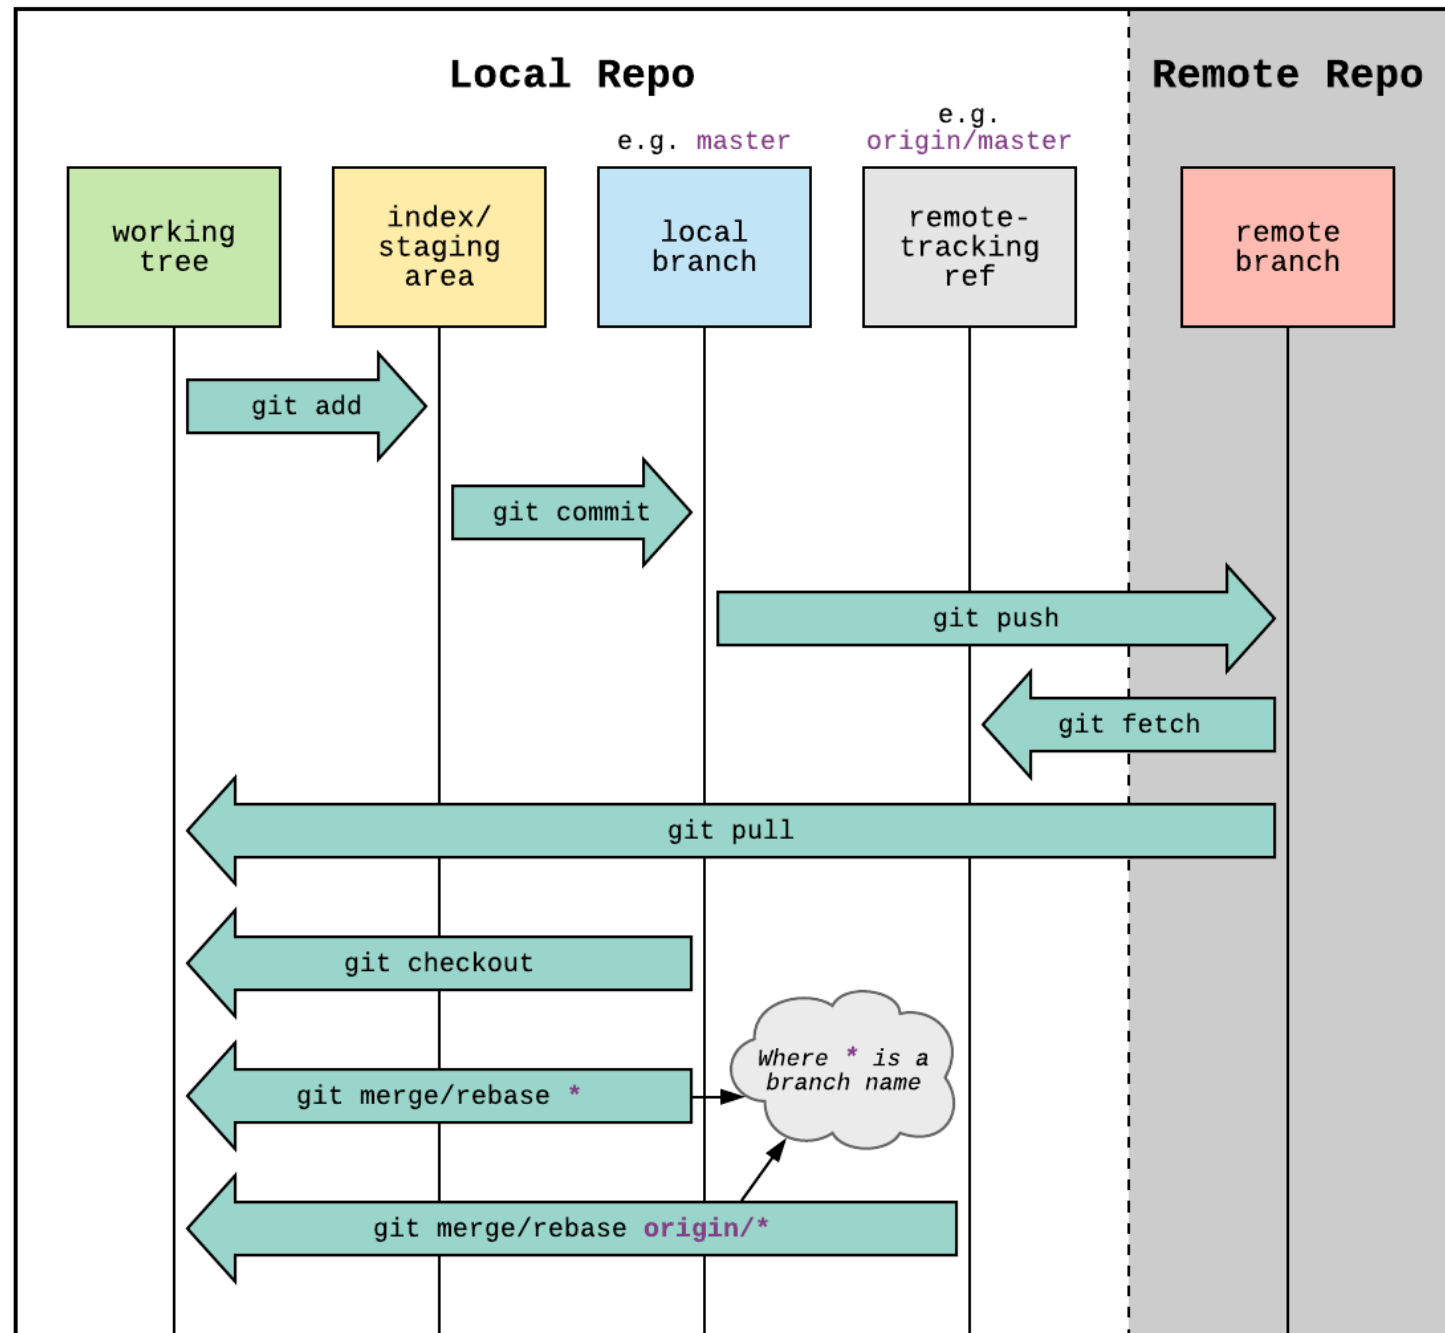 Local Repo
Remote Repo
e.g. master
e.g.
origin/master
working
tree
index/
staging
area
local
branch
remote-
tracking
ref
remote
branch
git add
git commit
git push
git fetch
git pull
git checkout
Where * is a
branch name
git merge/rebase *
git merge/rebase origin/*